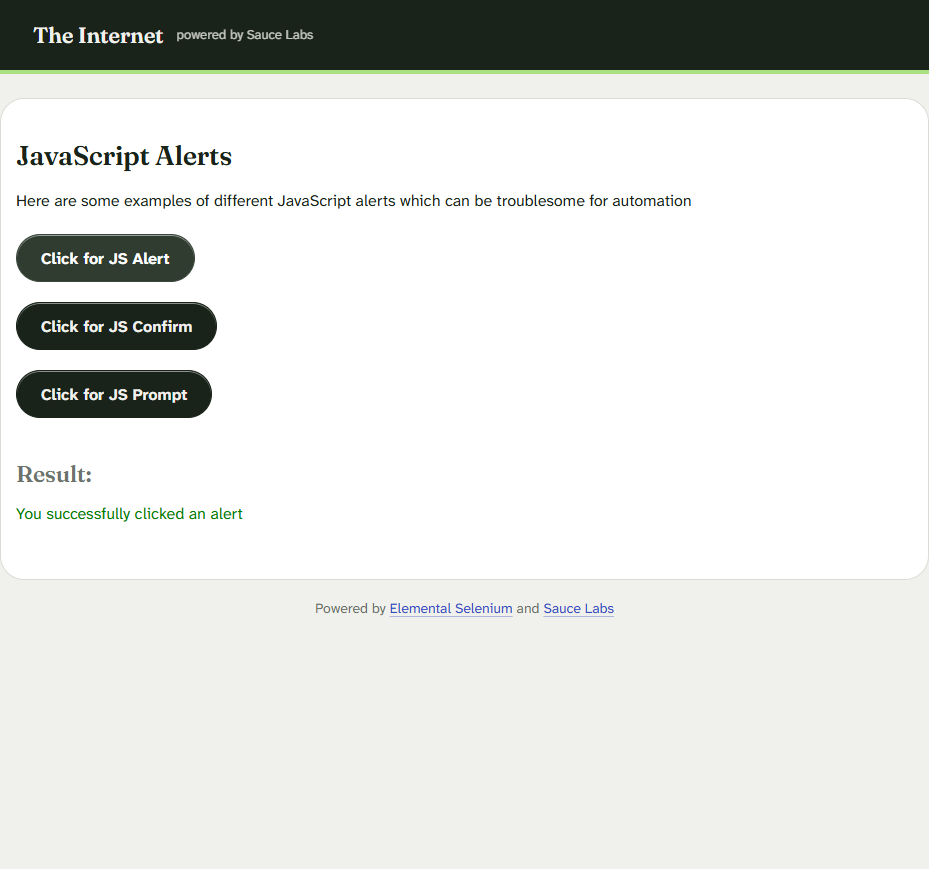 The Internet powered by Sauce Labs
JavaScript Alerts
Here are some examples of different JavaScript alerts which can be troublesome for automation
Click for JS Alert
Click for JS Confirm
Click for JS Prompt
Result:
You successfully clicked an alert
Powered by Elemental Selenium and Sauce Labs